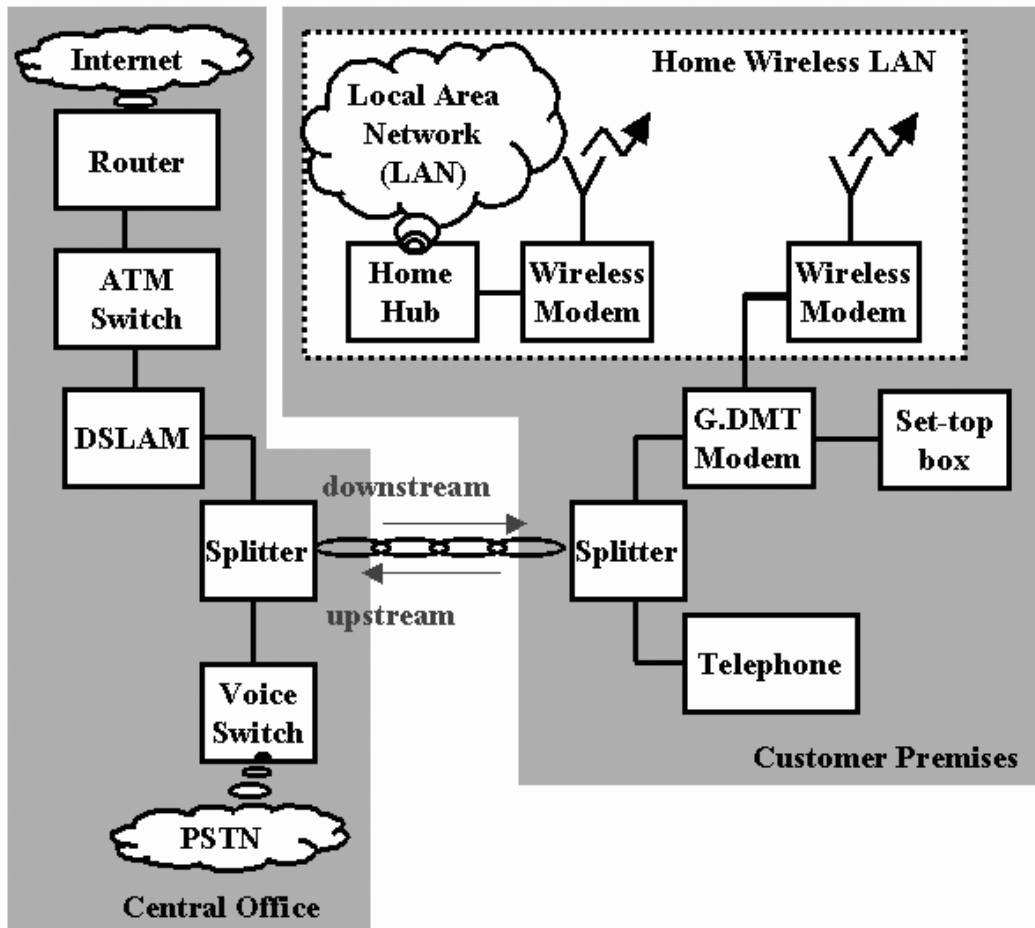 Internet
Router
ATM
Switch
DSLAM
Splitter
Voice
Switch
PSTN
Central Office
downstream
upstream
Home Wireless LAN
Local Area
Network
(LAN)
Home
Hub
Wireless
Modem
Wireless
Modem
G.DMT
Modem
Set-top
box
Splitter
Telephone
Customer Premises